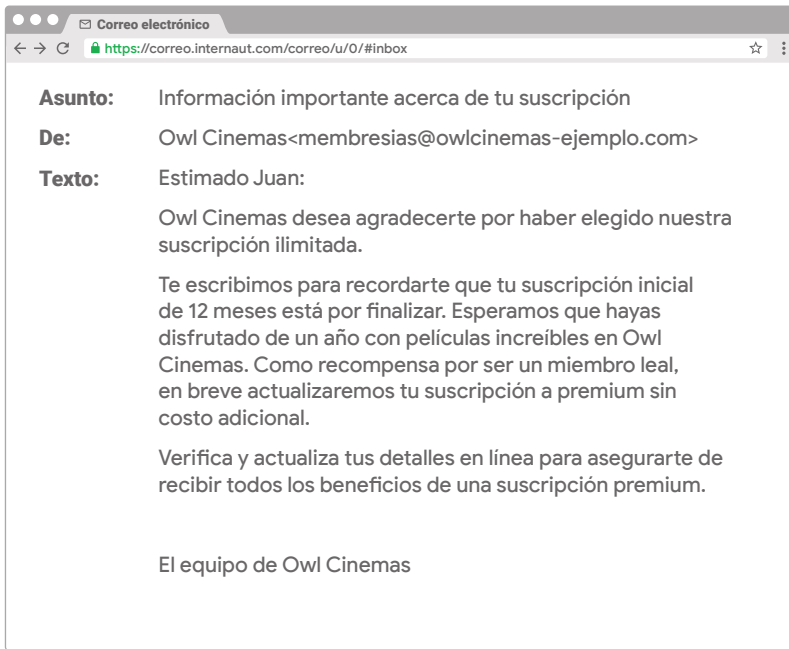 Correo electrónico
https://correo.internaut.com/correo/u/0/#inbox
Asunto: Información importante acerca de tu suscripción
De: Owl Cinemas<membresias@owlcinemas-ejemplo.com>
Texto: Estimado Juan:
Owl Cinemas desea agradecerte por haber elegido nuestra
suscripción ilimitada.
Te escribimos para recordarte que tu suscripción inicial
de 12 meses está por finalizar. Esperamos que hayas
disfrutado de un año con películas increíbles en Owl
Cinemas. Como recompensa por ser un miembro leal,
en breve actualizaremos tu suscripción a premium sin
costo adicional.
Verifica y actualiza tus detalles en línea para asegurarte de
recibir todos los beneficios de una suscripción premium.
El equipo de Owl Cinemas